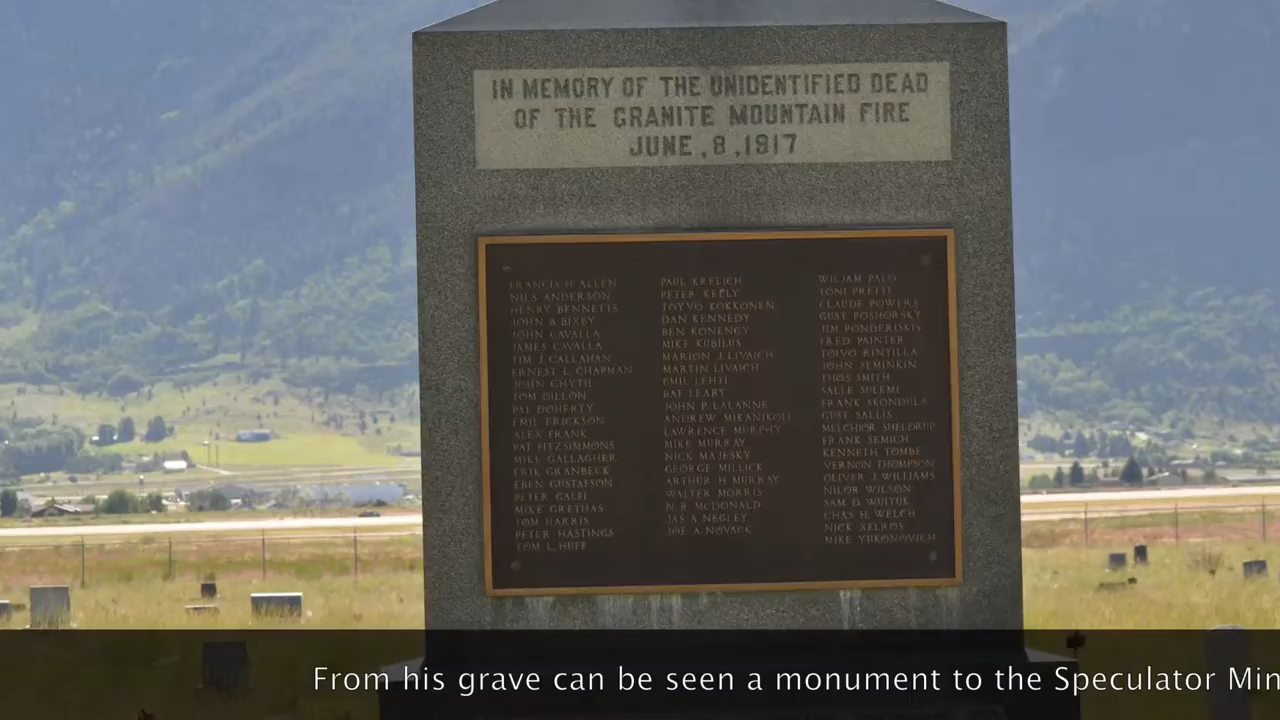 IN MEMORY OF THE UNIDENTIFIED DEAD
OF THE GRANITE MOUNTAIN FIRE
JUNE , 8 , 1917
FRANCIS H ALLEN
NILS ANDERSON
HENRY BENNETTS
JOHN B BIXBY
JOHN CAVALLA
JAMES CAVALLA
TIM J CALLAHAN
ERNEST L. CHAPMAN
JOHN CHYTIL
TOM DILLON
PAT DOHERTY
EMIL ERICKSON
ALEX FRANK
PAT FITZSIMMONS
MIKE GALLAGHER
ERIK GRANBECK
EBEN GUSTAFSON
PETER GALFI
MIKE GRETHAS
TOM HARRIS
PETER HASTINGS
TOM L. HUFF
PAUL KRELICH
PETER KEELY
TOYVO KOKKONEN
DAN KENNEDY
BEN KONENCY
MIKE KUBILUS
MARION J. LIVAICH
MARTIN LIVAICH
EMIL LEHTI
BAT LEARY
JOHN P LALANNE
ANDREW MIKANIKOLI
LAWRENCE MURPHY
MIKE MURRAY
NICK MAJESKY
GEORGE MILLICK
ARTHUR H MURRAY
WALTER MORRIS
N R McDONALD
JAS A NEGLEY
JOE A. NOVACK
WILIAM PALO
TONI PRETTI
CLAUDE POWERS
GUST POSHORSKY
JIM PONDERISKIS
FRED PAINTER
TOIVO RINTILLA
JOHN SEMINKIN
THOS SMITH
SALLE SULEMI
FRANK SKONDULA
GUST SALLIS
MELCHIOR SHELDRUP
FRANK SEMICH
KENNETH TOMBE
VERNON THOMPSON
OLIVER J WILLIAMS
NILOR WILSON
SAM D. WUITUK
CHAS H. WELCH
NICK XELROS
MIKE YUKONOVICH
From his grave can be seen a monument to the Speculator Min